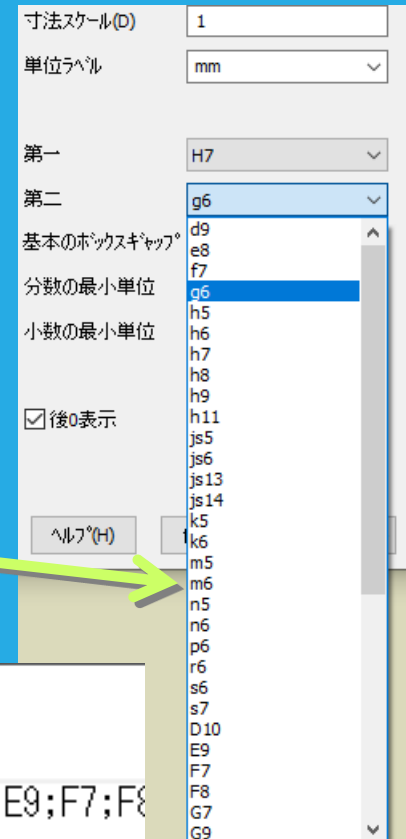 寸法スケール(D)
1
単位ラベル
mm
第一
H7
第二
g6
基本のボックスギャップ
分数の最小単位
小数の最小単位
後0表示
ヘルプ(H)
d9
e8
f7
g6
h5
h6
h7
h8
h9
h11
js5
js6
js13
js14
k5
k6
m5
m6
n5
n6
p6
r6
s6
s7
D10
E9
F7
F8
G7
G9
E9;F7;F8